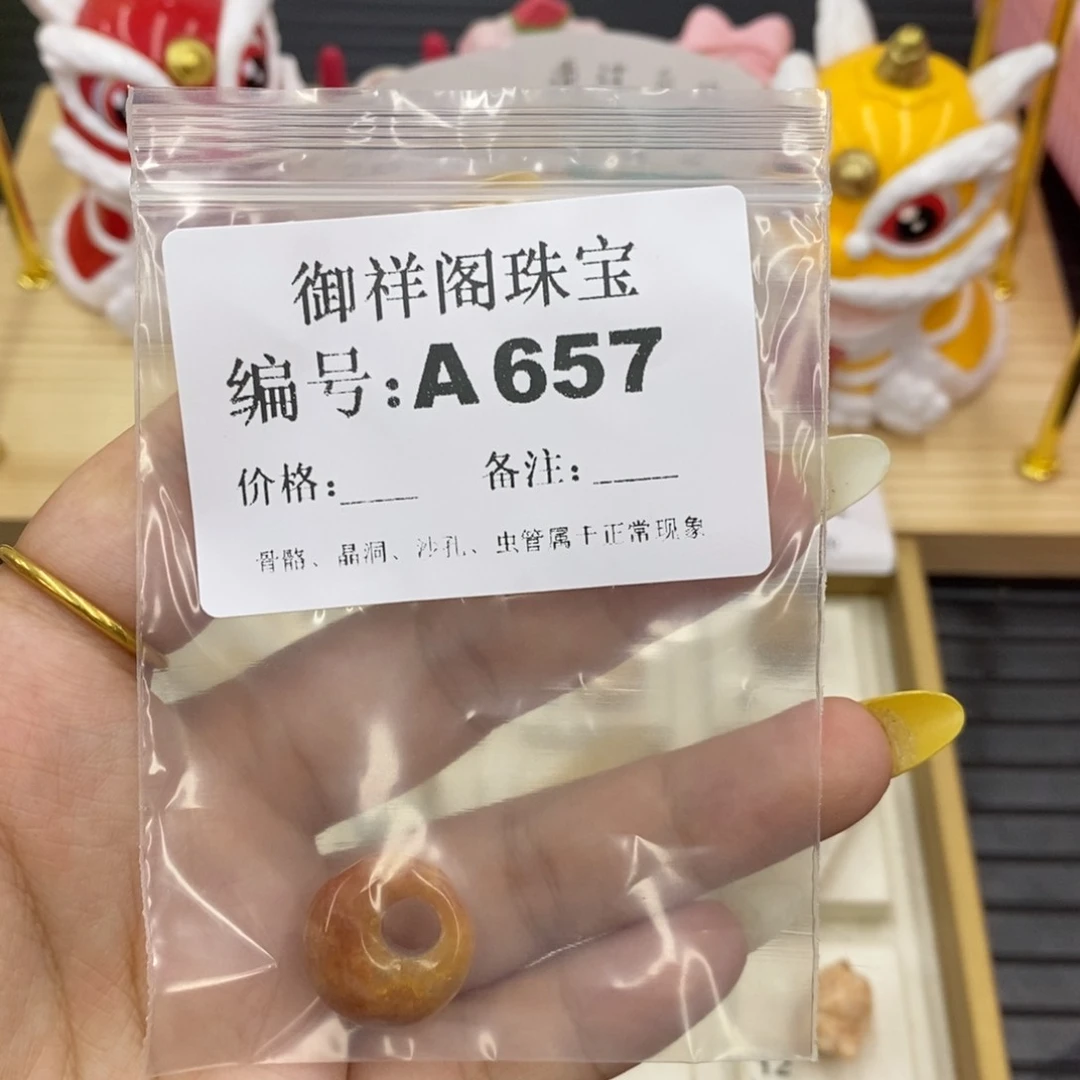 御祥阁珠宝
编号:A657
价格:____ 备注:____
骨骼、晶洞、沙孔、虫管属于正常现象
12